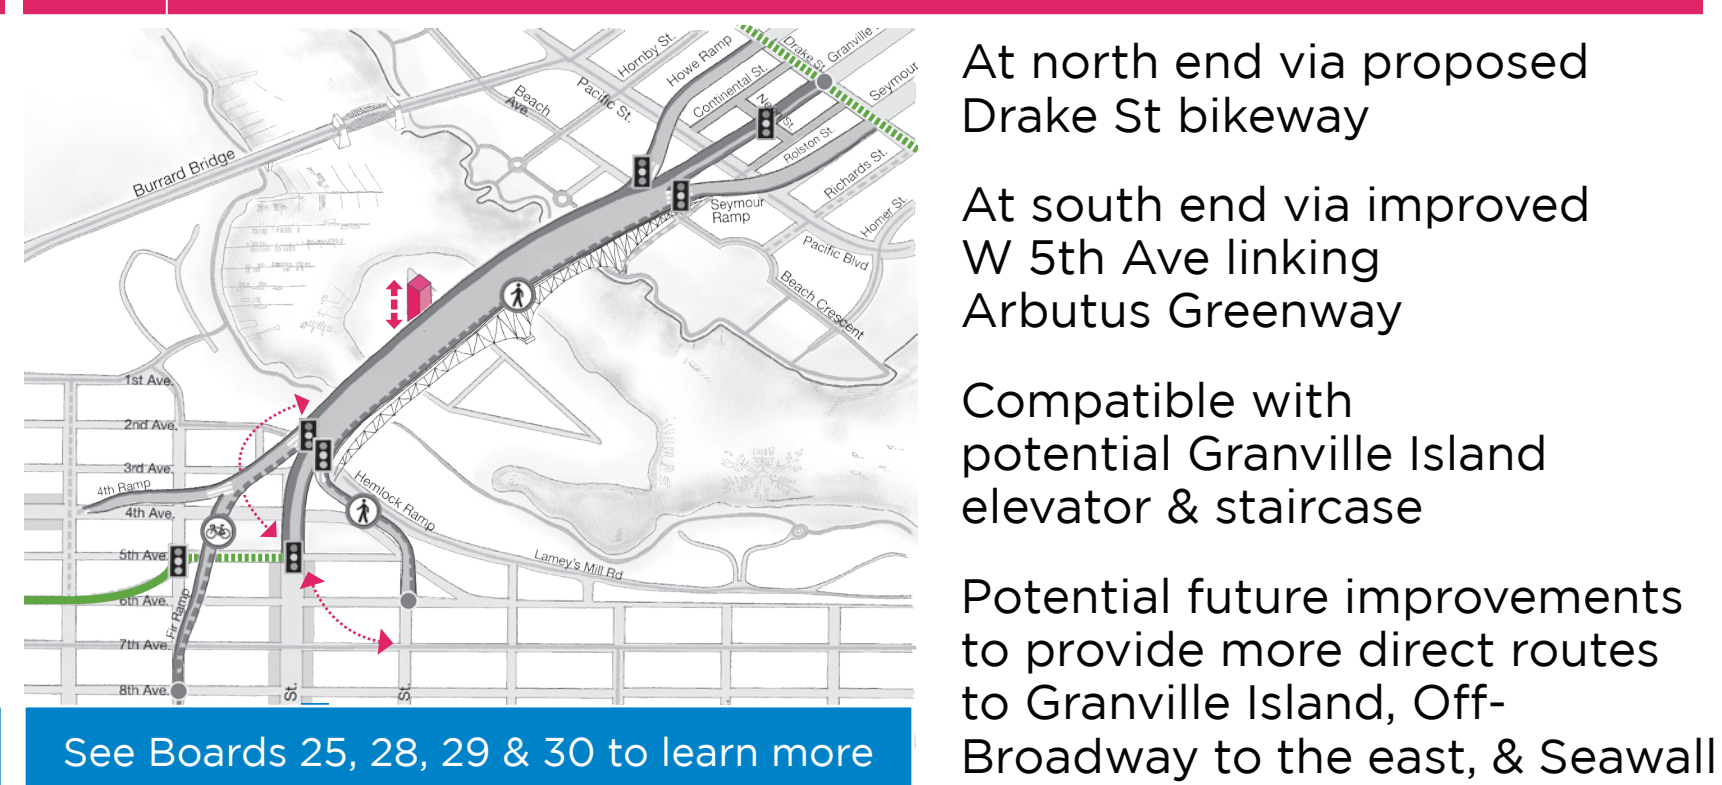 Hornby St.
Howe Ramp
Drake St.
Granville S
Continental St.
Seymour
Beach
Ave.
Pacific St.
Rolston St.
Burrard Bridge
Richards St.
Seymour
Ramp
Homer St.
Pacific Blvd
Beach Crescent
1st Ave.
2nd Ave.
3rd Ave.
4th Ramp
Hemlock Ramp
4th Ave.
5th Ave.
Lamey's Mill Rd
6th Ave.
Fir Ramp
7th Ave.
8th Ave.
St.
St.
See Boards 25, 28, 29 & 30 to learn more
At north end via proposed
Drake St bikeway
At south end via improved
W 5th Ave linking
Arbutus Greenway
Compatible with
potential Granville Island
elevator & staircase
Potential future improvements
to provide more direct routes
to Granville Island, Off-
Broadway to the east, & Seawall